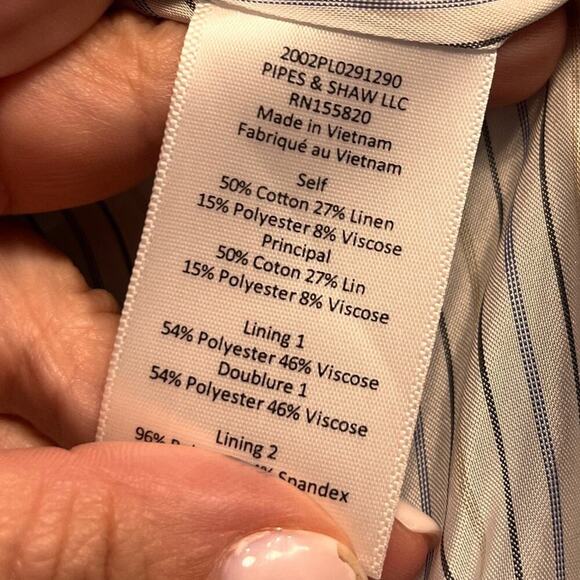 2002PL0291290
PIPES & SHAW LLC
RN155820
Made in Vietnam
Fabriqué au Vietnam
Self
50% Cotton 27% Linen
15% Polyester 8% Viscose
Principal
50% Coton 27% Lin
15% Polyester 8% Viscose
Lining 1
54% Polyester 46% Viscose
Doublure 1
54% Polyester 46% Viscose
Lining 2
96% Spandex